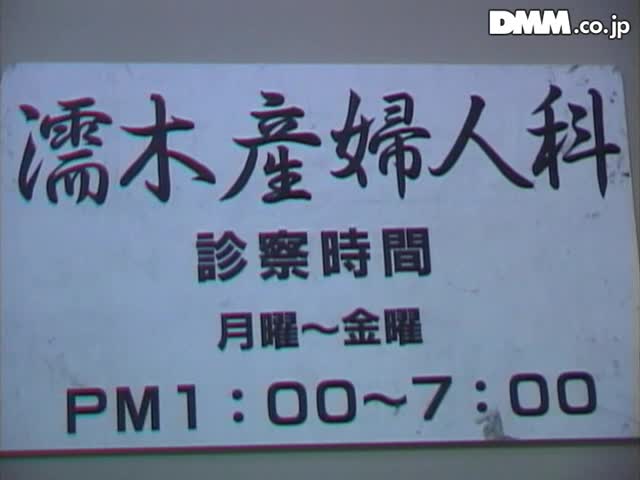 DMM.co.jp
濡木産婦人科
診察時間
月曜～金曜
PM1：00～7：00